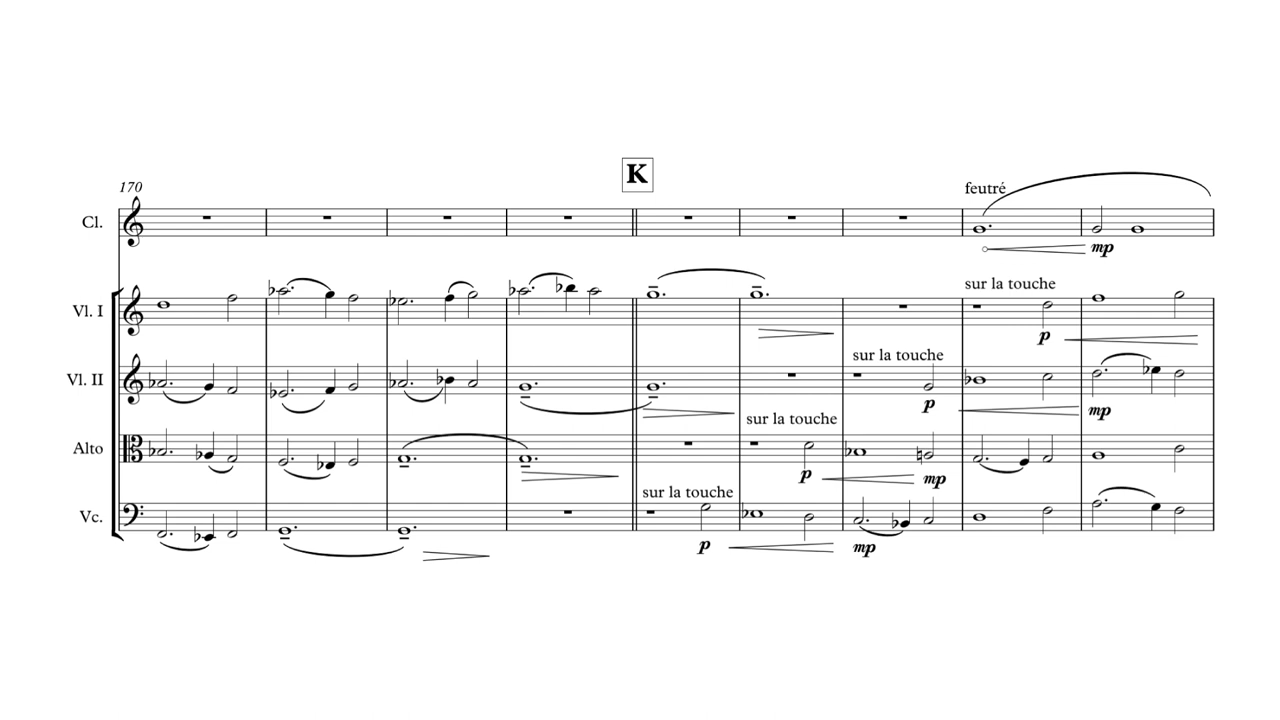 K
170
feutré
Cl.
mp
sur la touche
Vl. I
p
sur la touche
Vl. II
p
mp
sur la touche
Alto
p
mp
sur la touche
Vc.
p
mp